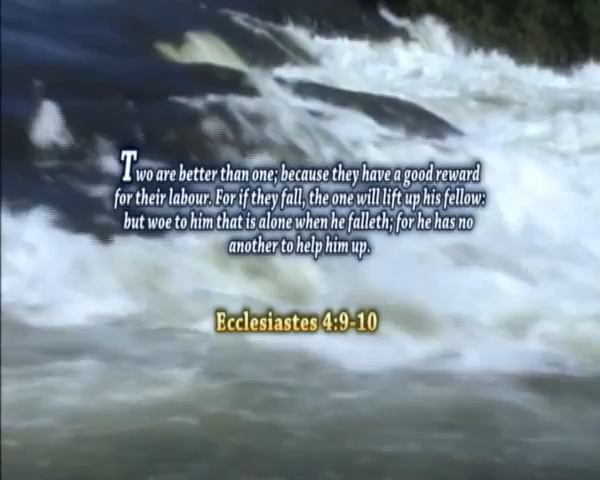 Two are better than one; because they have a good reward
for their labour. For if they fall, the one will lift up his fellow:
but woe to him that is alone when he falleth; for he has no
another to help him up.
Ecclesiastes 4:9-10